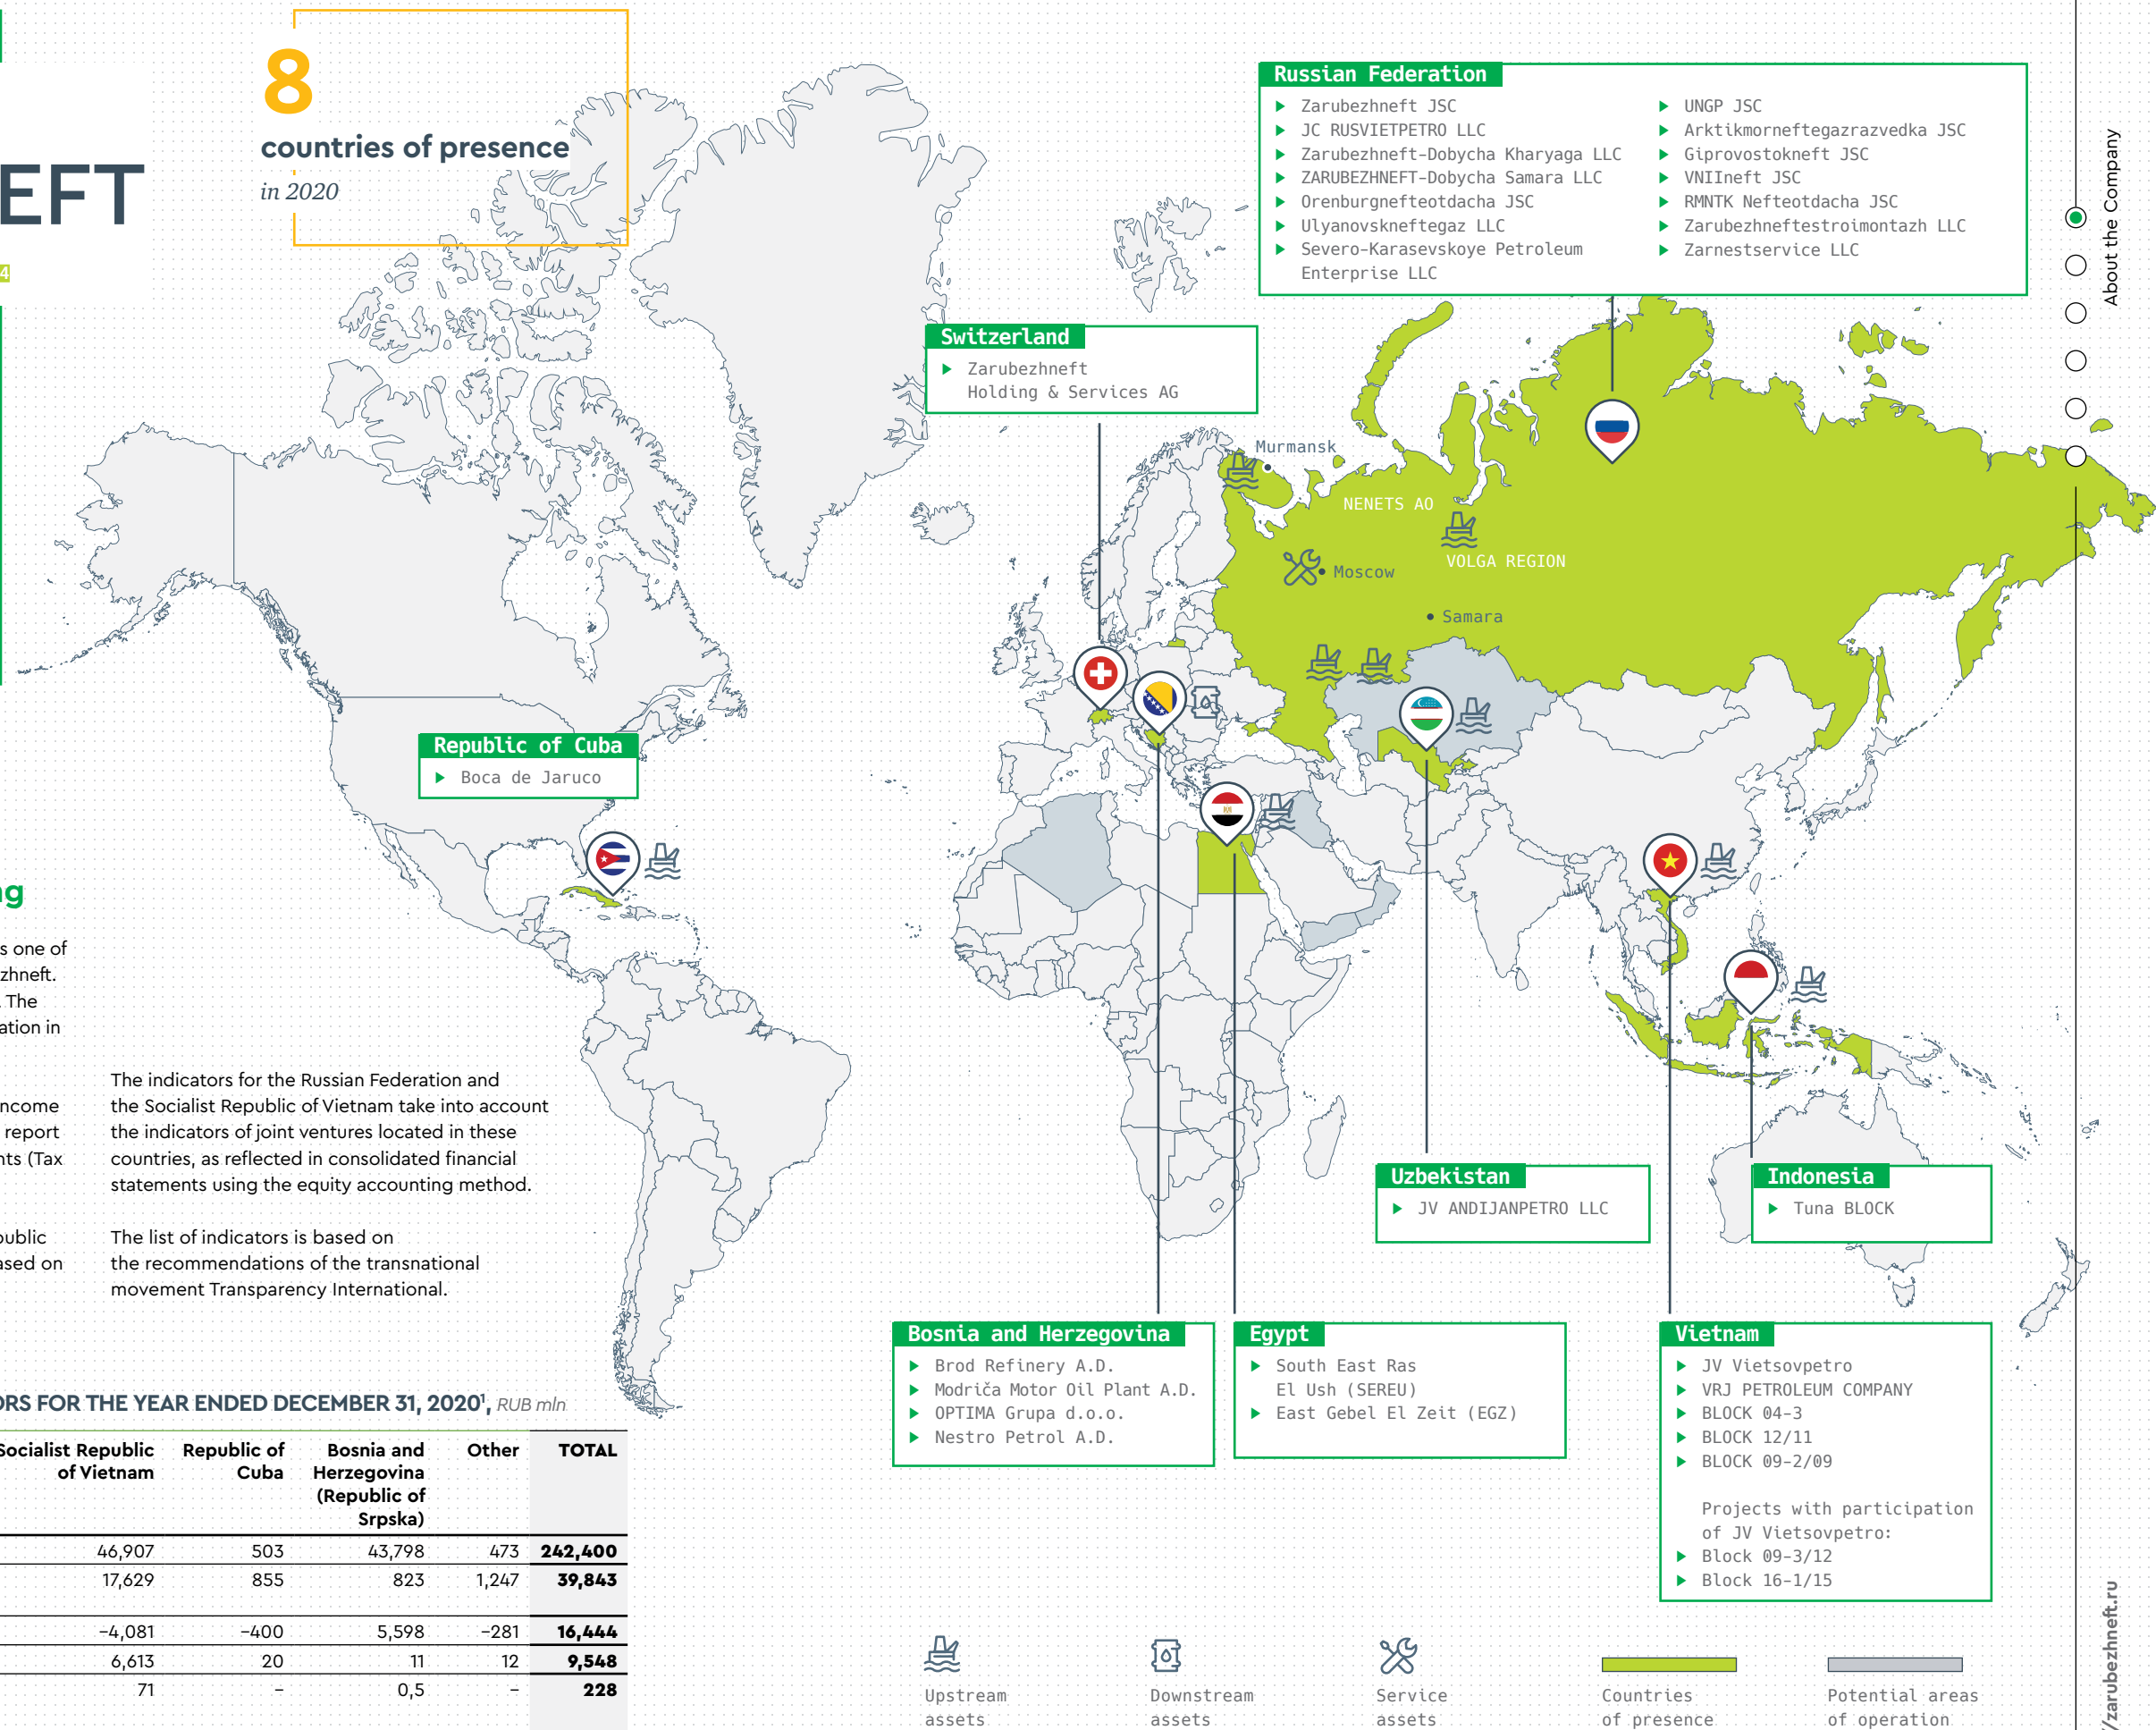 EFT
4
8
countries of presence
in 2020
Russian Federation
Zarubezhneft JSC
JC RUSVIETPETRO LLC
Zarubezhneft-Dobycha Kharyaga LLC
ZARUBEZHNEFT-Dobycha Samara LLC
Orenburgnefteotdacha JSC
Ulyanovskneftegaz LLC
Severo-Karasevskoye Petroleum
Enterprise LLC
UNGP JSC
Arktikmorneftegazrazvedka JSC
Giprovostokneft JSC
VNIIneft JSC
RMNTK Nefteotdacha JSC
Zarubezhneftestroimontazh LLC
Zarnestservice LLC
About the Company
Switzerland
Zarubezhneft
Holding & Services AG
Murmansk
NENETS AO
VOLGA REGION
Moscow
Samara
Republic of Cuba
Boca de Jaruco
g
s one of
zhneft.
. The
ation in
ncome
report
nts (Tax
public
ased on
The indicators for the Russian Federation and
the Socialist Republic of Vietnam take into account
the indicators of joint ventures located in these
countries, as reflected in consolidated financial
statements using the equity accounting method.
The list of indicators is based on
the recommendations of the transnational
movement Transparency International.
Uzbekistan
JV ANDIJANPETRO LLC
Indonesia
Tuna BLOCK
Bosnia and Herzegovina
Brod Refinery A.D.
Modriča Motor Oil Plant A.D.
OPTIMA Grupa d.o.o.
Nestro Petrol A.D.
Egypt
South East Ras
El Ush (SEREU)
East Gebel El Zeit (EGZ)
Vietnam
JV Vietsovpetro
VRJ PETROLEUM COMPANY
BLOCK 04-3
BLOCK 12/11
BLOCK 09-2/09
Projects with participation
of JV Vietsovpetro:
Block 09-3/12
Block 16-1/15
ORS FOR THE YEAR ENDED DECEMBER 31, 2020¹, RUB mln
Socialist Republic of Vietnam Republic of Cuba Bosnia and Herzegovina (Republic of Srpska) Other TOTAL
46,907 503 43,798 473 242,400
17,629 855 823 1,247 39,843
−4,081 −400 5,598 −281 16,444
6,613 20 11 12 9,548
71 – 0,5 – 228
Upstream
assets
Downstream
assets
Service
assets
Countries
of presence
Potential areas
of operation
/zarubezhneft.ru